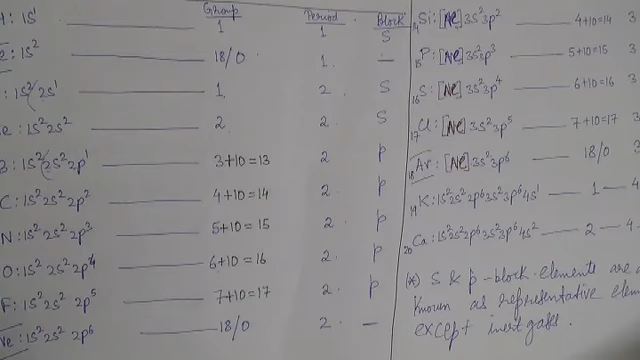 Group Period Block
H: 1S¹ 1 1 S
1S² 18/0 1. —
: 1S² 2S¹ 1 2 S
e: 1S² 2S² 2 2 S
B: 1S² 2S² 2p¹ 3+10=13 2 p
C: 1S² 2S² 2p² 4+10=14 2 p
N: 1S² 2S² 2p³ 5+10=15 2 p
O: 1S² 2S² 2p⁴ 6+10=16 2 p
F: 1S² 2S² 2p⁵ 7+10=17 2 p
Ne: 1S² 2S² 2p⁶ 18/0 2 —
14Si: [Ne] 3S² 3p² 4+10=14 3
15P: [Ne] 3S² 3p³ 5+10=15 3
16S: [Ne] 3S² 3p⁴ 6+10=16 3
17Cl: [Ne] 3S² 3p⁵ 7+10=17 3
18Ar: [Ne] 3S² 3p⁶ 18/0 3
19K: 1S² 2S² 2p⁶ 3S² 3p⁶ 4S¹ — 1 — 4
20Ca: 1S² 2S² 2p⁶ 3S² 3p⁶ 4S² — 2 — 4
(*) S & p-block elements are
known as representative elem
except inert gases.